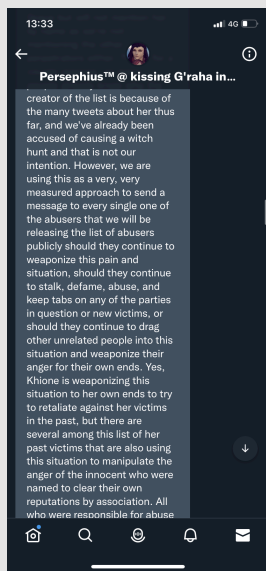 13:33
4G
Persephius™ @ kissing G'raha in...
creator of the list is because of
the many tweets about her thus
far, and we've already been
accused of causing a witch
hunt and that is not our
intention. However, we are
using this as a very, very
measured approach to send a
message to every single one of
the abusers that we will be
releasing the list of abusers
publicly should they continue to
weaponize this pain and
situation, should they continue
to stalk, defame, abuse, and
keep tabs on any of the parties
in question or new victims, or
should they continue to drag
other unrelated people into this
situation and weaponize their
anger for their own ends. Yes,
Khione is weaponizing this
situation to her own ends to try
to retaliate against her victims
in the past, but there are
several among this list of her
past victims that are also using
this situation to manipulate the
anger of the innocent who were
named to clear their own
reputations by association. All
who were responsible for abuse